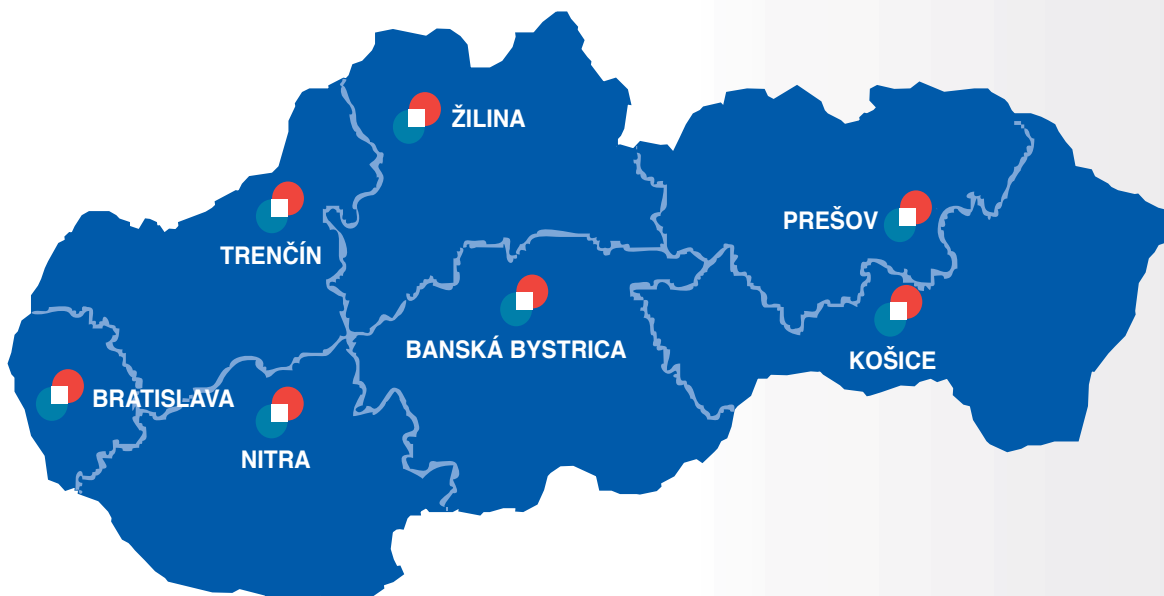 ŽILINA
PREŠOV
TRENČÍN
BANSKÁ BYSTRICA
KOŠICE
BRATISLAVA
NITRA